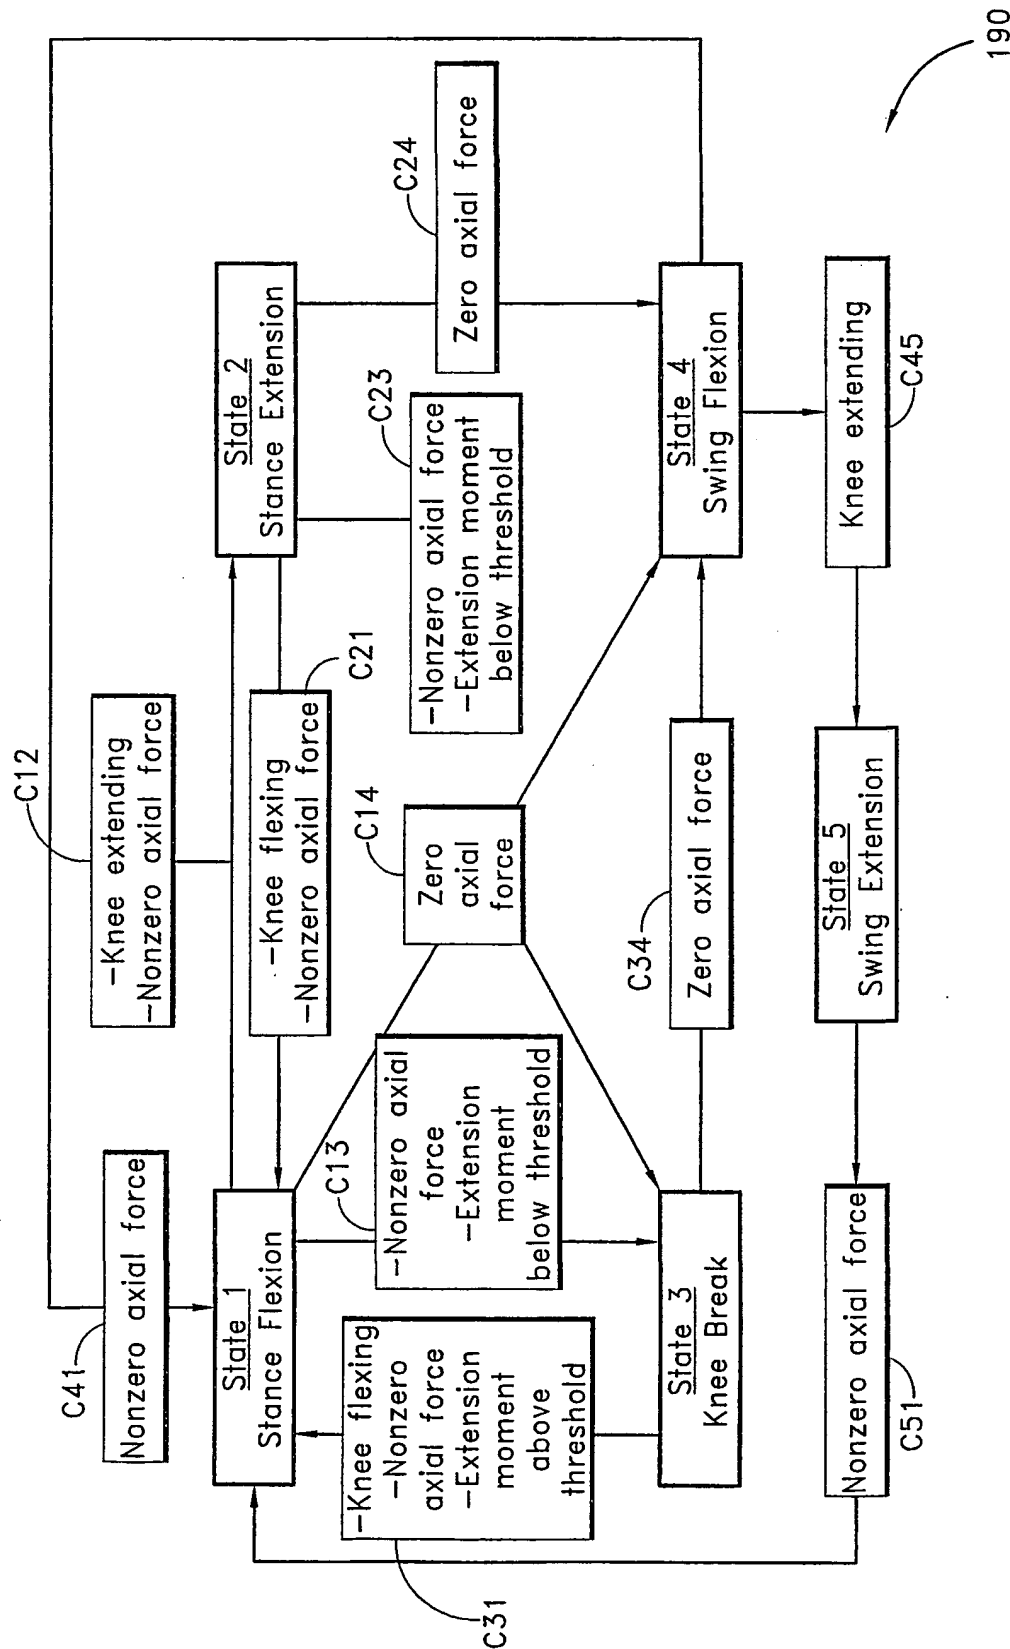 C12
C41
Nonzero axial force
-Knee extending
-Nonzero axial force
State 1
Stance Flexion
-Knee flexing
-Nonzero axial force
C21
State 2
Stance Extension
C31
-Knee flexing
-Nonzero
axial force
-Extension
moment
above
threshold
C13
-Nonzero axial
force
-Extension
moment
below threshold
C14
Zero
axial
force
C23
-Nonzero axial force
-Extension moment
below threshold
C24
Zero axial force
State 3
Knee Break
C34
Zero axial force
State 4
Swing Flexion
C51
Nonzero axial force
State 5
Swing Extension
Knee extending
C45
190